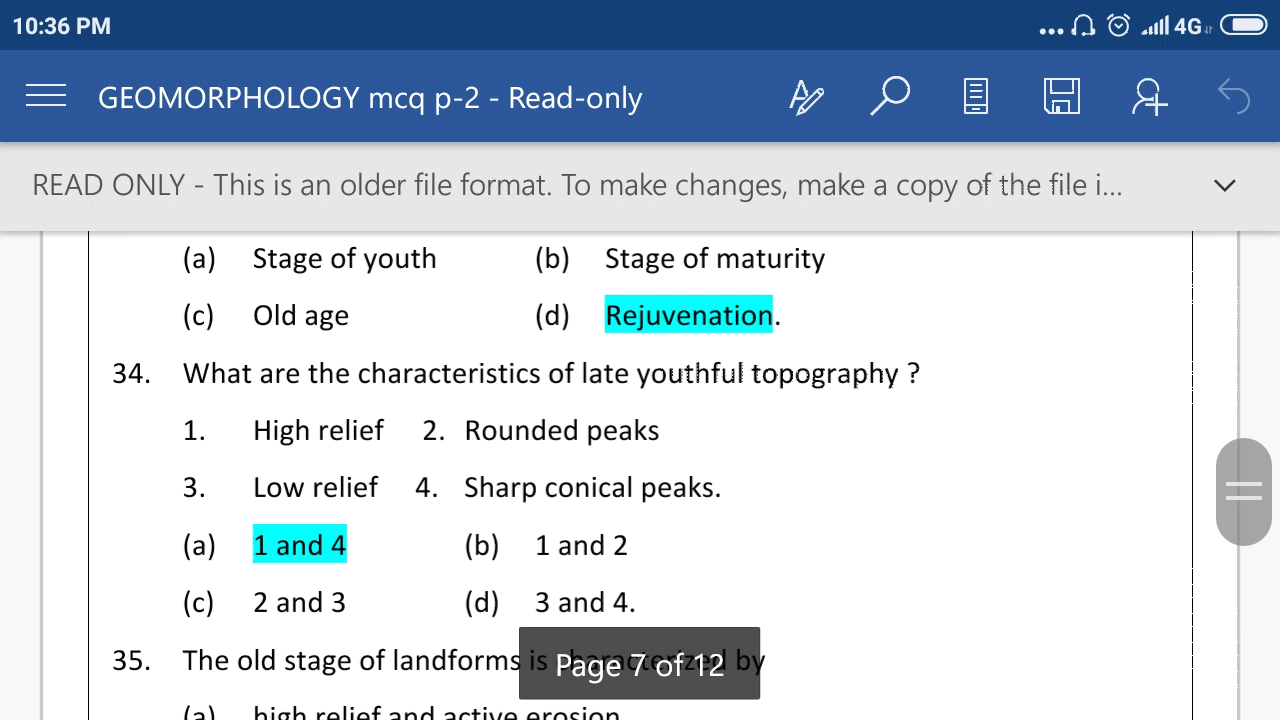 10:36 PM 4G
GEOMORPHOLOGY mcq p-2 - Read-only
READ ONLY - This is an older file format. To make changes, make a copy of the file i...
(a) Stage of youth (b) Stage of maturity
(c) Old age (d) Rejuvenation.
34. What are the characteristics of late youthful topography ?
1. High relief 2. Rounded peaks
3. Low relief 4. Sharp conical peaks.
(a) 1 and 4 (b) 1 and 2
(c) 2 and 3 (d) 3 and 4.
35. The old stage of landforms is characterized by
Page 7 of 12
(a) high relief and active erosion